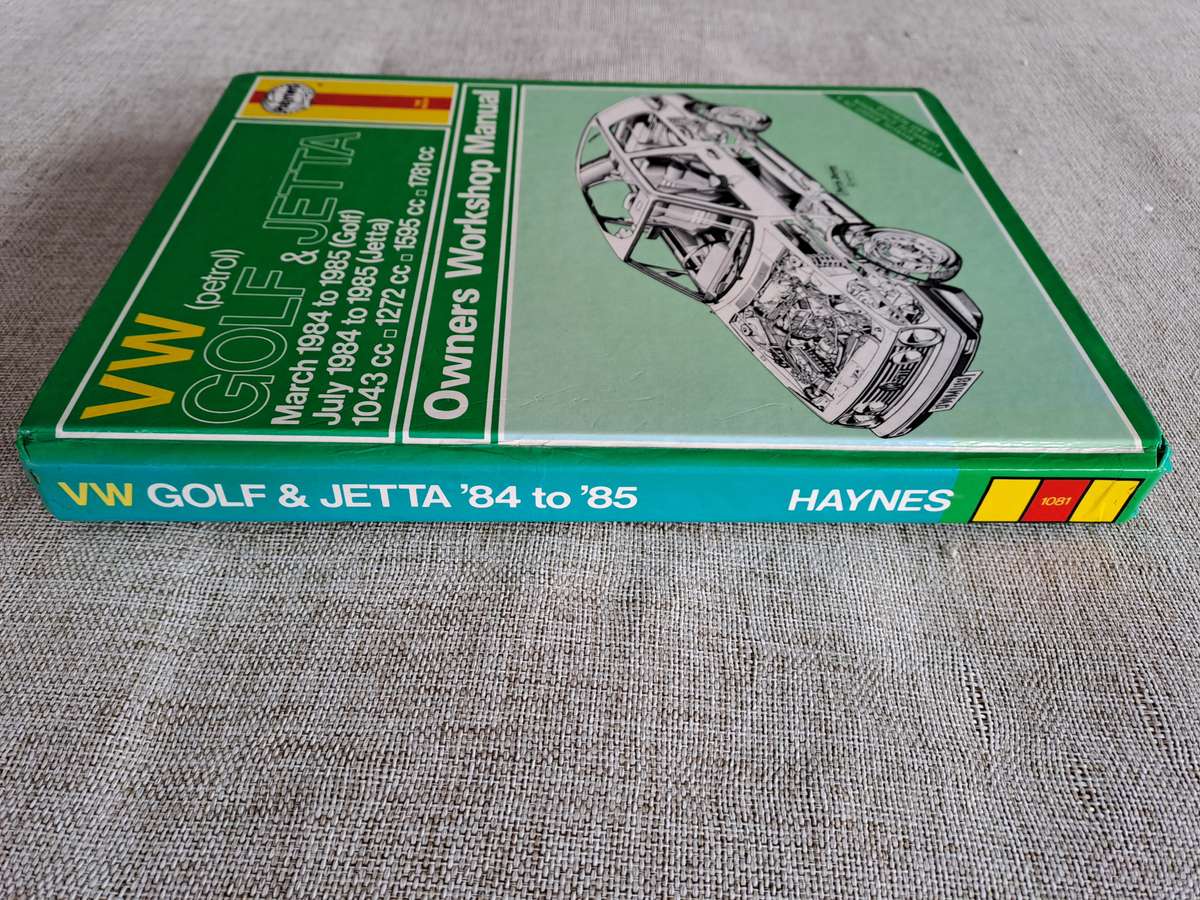 Haynes
VW
(petrol)
GOLF
& JETTA
March 1984 to 1985 (Golf)
July 1984 to 1985 (Jetta)
1043 cc □ 1272 cc □ 1595 cc □ 1781 cc
Owners Workshop Manual
VW GOLF & JETTA '84 to '85
HAYNES
1081